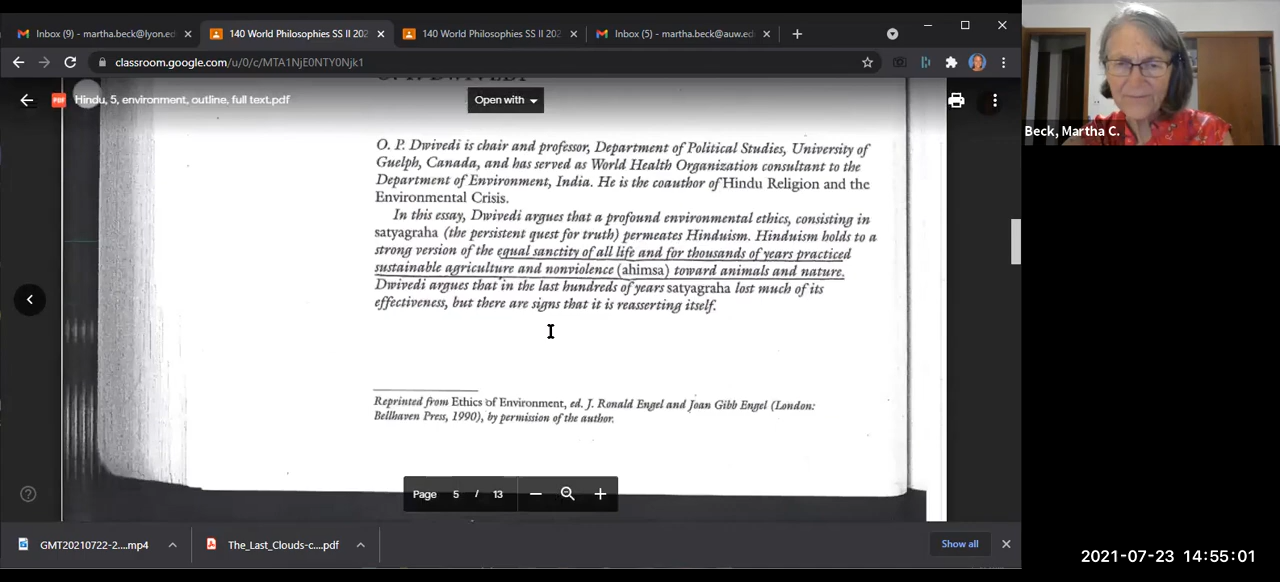 Inbox (9) - martha.beck@lyon.ed
140 World Philosophies SS II 202
140 World Philosophies SS II 202
Inbox (5) - martha.beck@auw.ed
classroom.google.com/u/0/c/MTA1NjE0NTY0Njk1
PDF
Hindu, 5, environment, outline, full text.pdf
Open with
Beck, Martha C.
O. P. Dwivedi is chair and professor, Department of Political Studies, University of
Guelph, Canada, and has served as World Health Organization consultant to the
Department of Environment, India. He is the coauthor of Hindu Religion and the
Environmental Crisis.
In this essay, Dwivedi argues that a profound environmental ethics, consisting in
satyagraha (the persistent quest for truth) permeates Hinduism. Hinduism holds to a
strong version of the equal sanctity of all life and for thousands of years practiced
sustainable agriculture and nonviolence (ahimsa) toward animals and nature.
Dwivedi argues that in the last hundreds of years satyagraha lost much of its
effectiveness, but there are signs that it is reasserting itself.
Reprinted from Ethics of Environment, ed. J. Ronald Engel and Joan Gibb Engel (London:
Bellhaven Press, 1990), by permission of the author.
Page 5 / 13
GMT20210722-2....mp4
The_Last_Clouds-c....pdf
Show all
2021-07-23 14:55:01